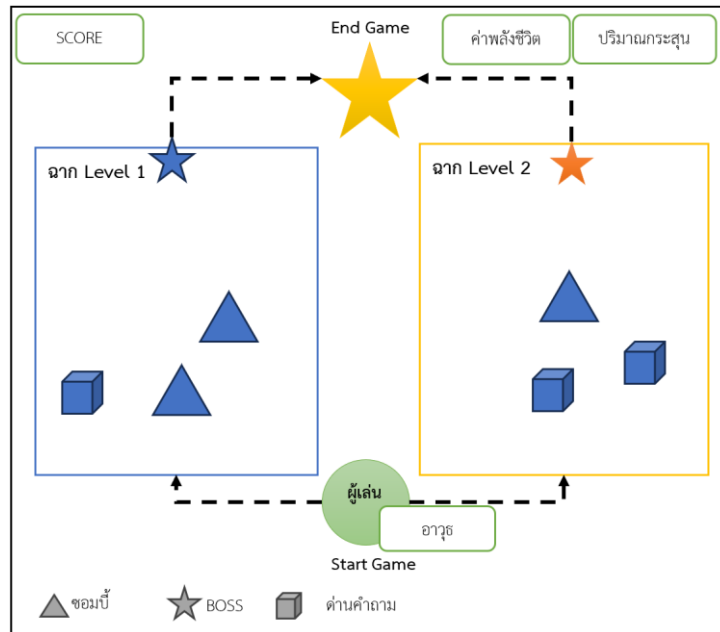 SCORE
End Game
ค่าพลังชีวิต
ปริมาณกระสุน
ฉาก Level 1
ฉาก Level 2
ผู้เล่น
อาวุธ
Start Game
ซอมบี้
BOSS
ด่านคำถาม